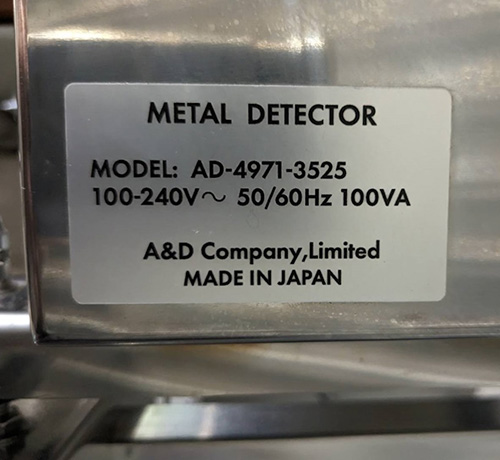 METAL DETECTOR
MODEL: AD-4971-3525
100-240V～ 50/60Hz 100VA
A&D Company,Limited
MADE IN JAPAN